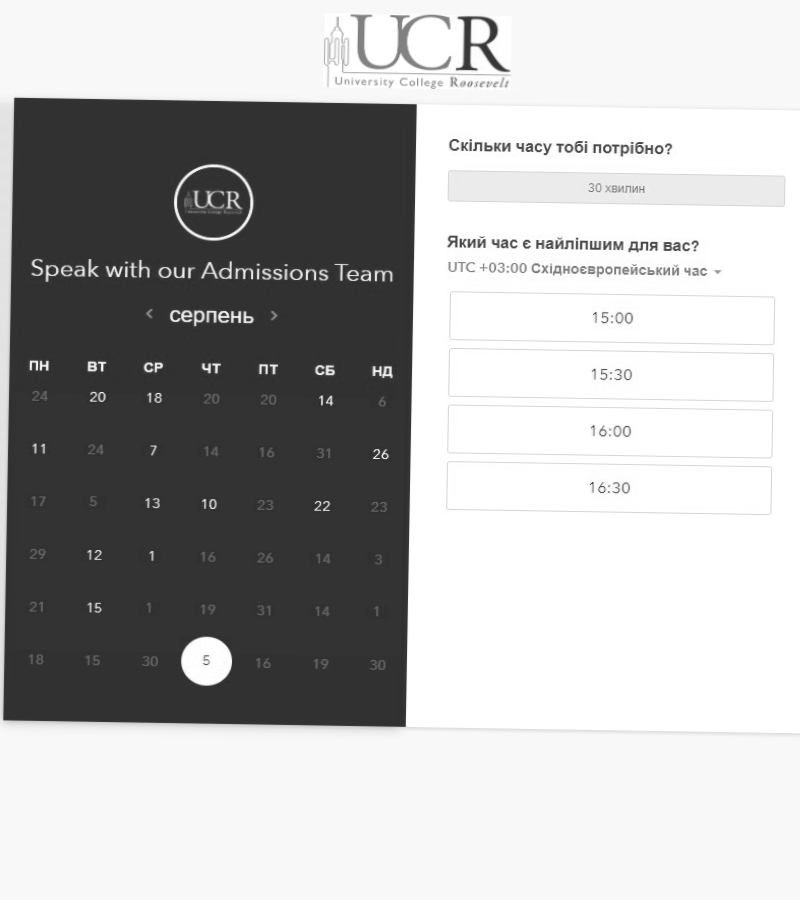 UCR
University College Roosevelt
UCR
Speak with our Admissions Team
< серпень >
ПН ВТ СР ЧТ ПТ СБ НД
24 20 18 20 20 14 6
11 24 7 14 16 31 26
17 5 13 10 23 22 23
29 12 1 16 26 14 3
21 15 1 19 31 14 1
18 15 30 5 16 19 30
Скільки часу тобі потрібно?
30 хвилин
Який час є найліпшим для вас?
UTC +03:00 Східноєвропейський час
15:00
15:30
16:00
16:30